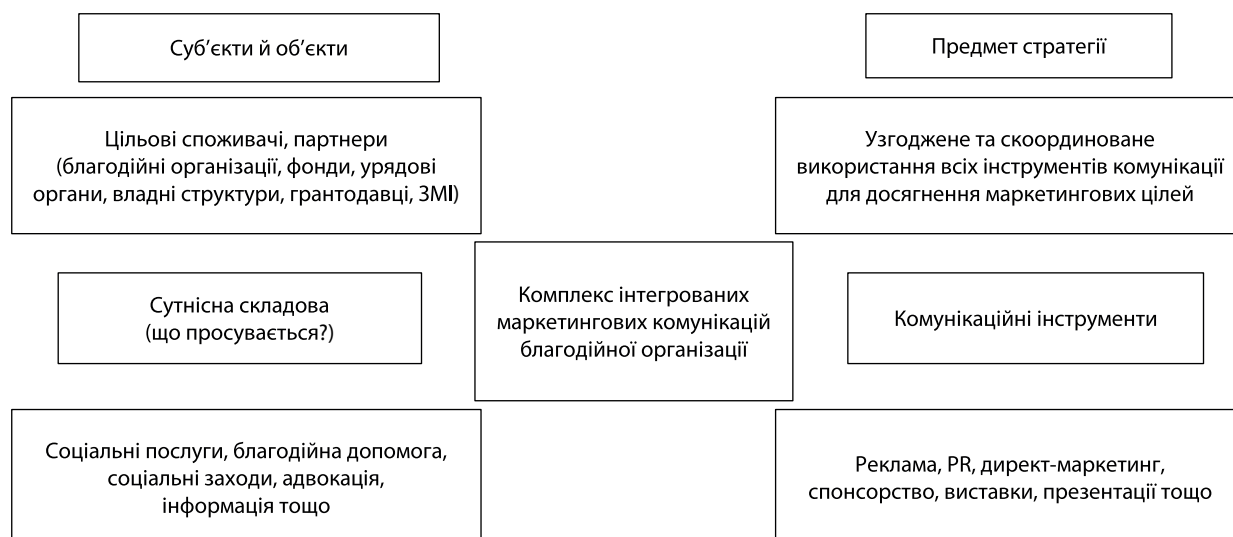 Суб’єкти й об’єкти
Предмет стратегії
Цільові споживачі, партнери
(благодійні організації, фонди, урядові
органи, владні структури, грантодавці, ЗМІ)
Узгоджене та скоординоване
використання всіх інструментів комунікації
для досягнення маркетингових цілей
Сутнісна складова
(що просувається?)
Комплекс інтегрованих
маркетингових комунікацій
благодійної організації
Комунікаційні інструменти
Соціальні послуги, благодійна допомога,
соціальні заходи, адвокація,
інформація тощо
Реклама, PR, директ-маркетинг,
спонсорство, виставки, презентації тощо